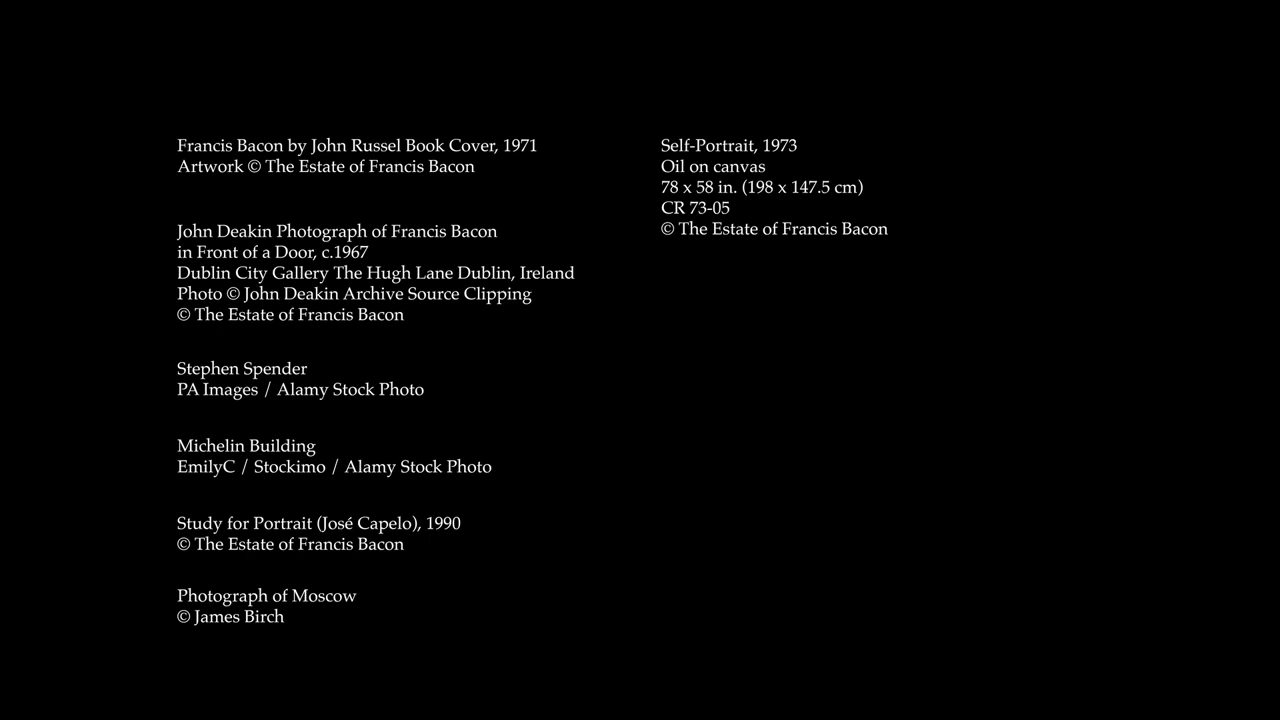 Francis Bacon by John Russel Book Cover, 1971
Artwork © The Estate of Francis Bacon
John Deakin Photograph of Francis Bacon
in Front of a Door, c.1967
Dublin City Gallery The Hugh Lane Dublin, Ireland
Photo © John Deakin Archive Source Clipping
© The Estate of Francis Bacon
Stephen Spender
PA Images / Alamy Stock Photo
Michelin Building
EmilyC / Stockimo / Alamy Stock Photo
Study for Portrait (José Capelo), 1990
© The Estate of Francis Bacon
Photograph of Moscow
© James Birch
Self-Portrait, 1973
Oil on canvas
78 x 58 in. (198 x 147.5 cm)
CR 73-05
© The Estate of Francis Bacon